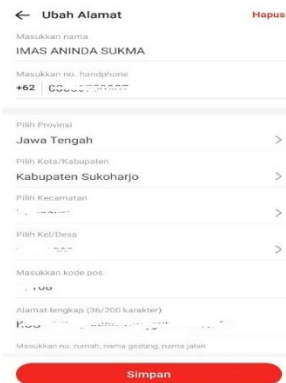 Ubah Alamat Hapus
Masukkan nama
IMAS ANINDA SUKMA
Masukkan no. handphone
+62
Pilih Provinsi
Jawa Tengah
Pilih Kota/Kabupaten
Kabupaten Sukoharjo
Pilih Kecamatan
Pilih Kel/Desa
Masukkan kode pos
Alamat lengkap (36/200 karakter)
Masukkan no. rumah, nama gedung, nama jalan
Simpan